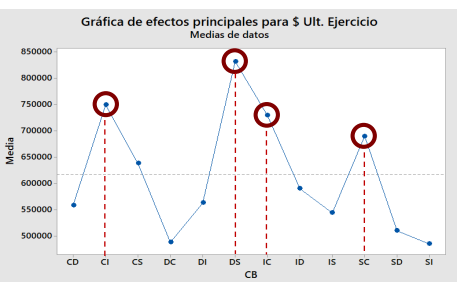 Gráfica de efectos principales para $ Ult. Ejercicio
Medias de datos
850000
800000
750000
700000
650000
600000
550000
500000
Media
CD CI CS DC DI DS IC ID IS SC SD SI
CB